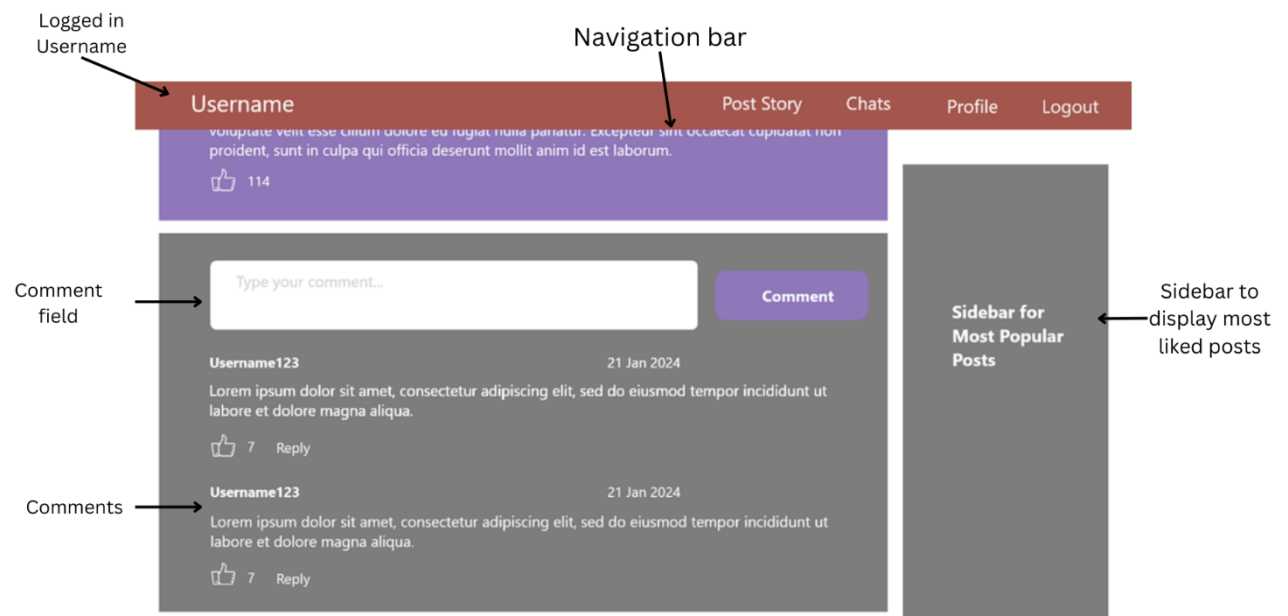 Logged in
Username
Navigation bar
Username
Post Story
Chats
Profile
Logout
voluptate velit esse cillum dolore eu fugiat nulla pariatur. Excepteur sint occaecat cupidatat non
proident, sunt in culpa qui officia deserunt mollit anim id est laborum.
114
Comment
field
Type your comment...
Comment
Username123
21 Jan 2024
Lorem ipsum dolor sit amet, consectetur adipiscing elit, sed do eiusmod tempor incididunt ut
labore et dolore magna aliqua.
7 Reply
Comments
Username123
21 Jan 2024
Lorem ipsum dolor sit amet, consectetur adipiscing elit, sed do eiusmod tempor incididunt ut
labore et dolore magna aliqua.
7 Reply
Sidebar for
Most Popular
Posts
Sidebar to
display most
liked posts